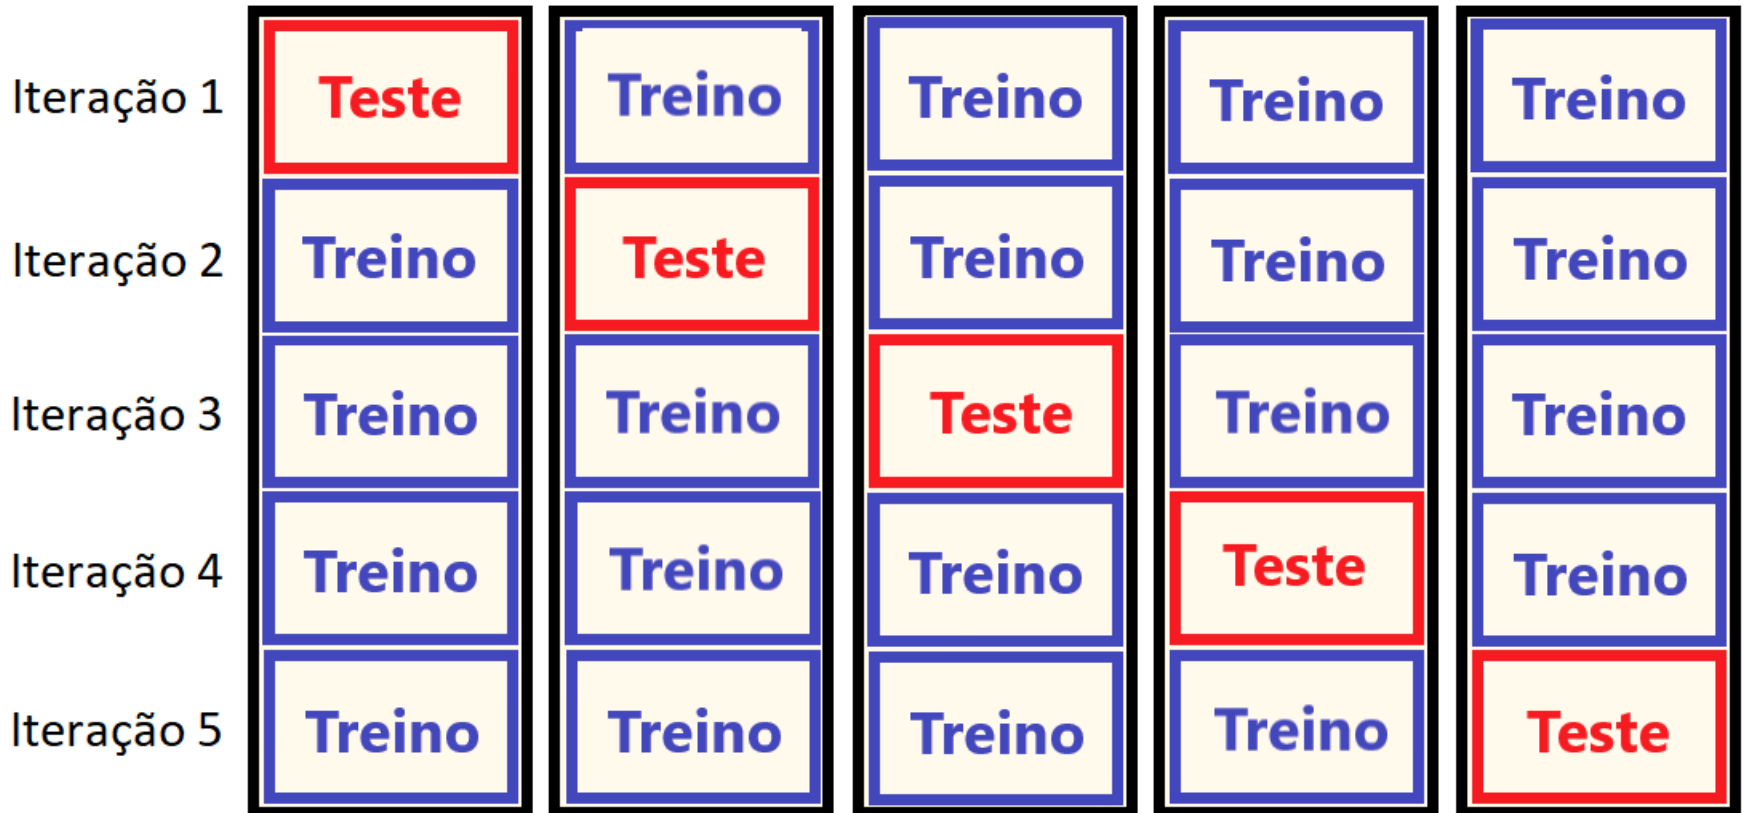 Iteração 1 Teste Treino Treino Treino Treino
Iteração 2 Treino Teste Treino Treino Treino
Iteração 3 Treino Treino Teste Treino Treino
Iteração 4 Treino Treino Treino Teste Treino
Iteração 5 Treino Treino Treino Treino Teste